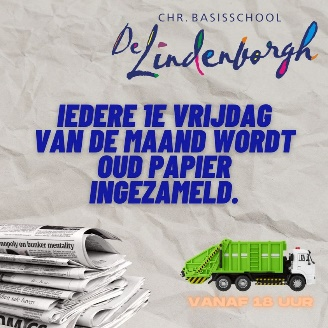 CHR. BASISSCHOOL
De Lindenborgh
IEDERE 1E VRIJDAG
VAN DE MAAND WORDT
OUD PAPIER
INGEZAMELD.
VANAF 18 UUR